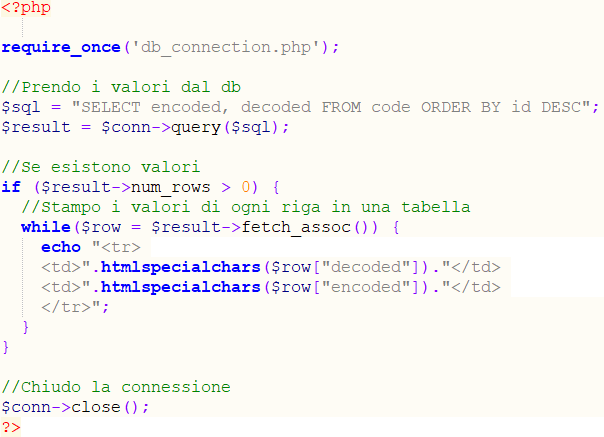 <?php
require_once('db_connection.php');
//Prendo i valori dal db
$sql = "SELECT encoded, decoded FROM code ORDER BY id DESC";
$result = $conn->query($sql);
//Se esistono valori
if ($result->num_rows > 0) {
//Stampo i valori di ogni riga in una tabella
while($row = $result->fetch_assoc()) {
echo "<tr>
<td>".htmlspecialchars($row["decoded"])."</td>
<td>".htmlspecialchars($row["encoded"])."</td>
</tr>";
}
}
//Chiudo la connessione
$conn->close();
?>